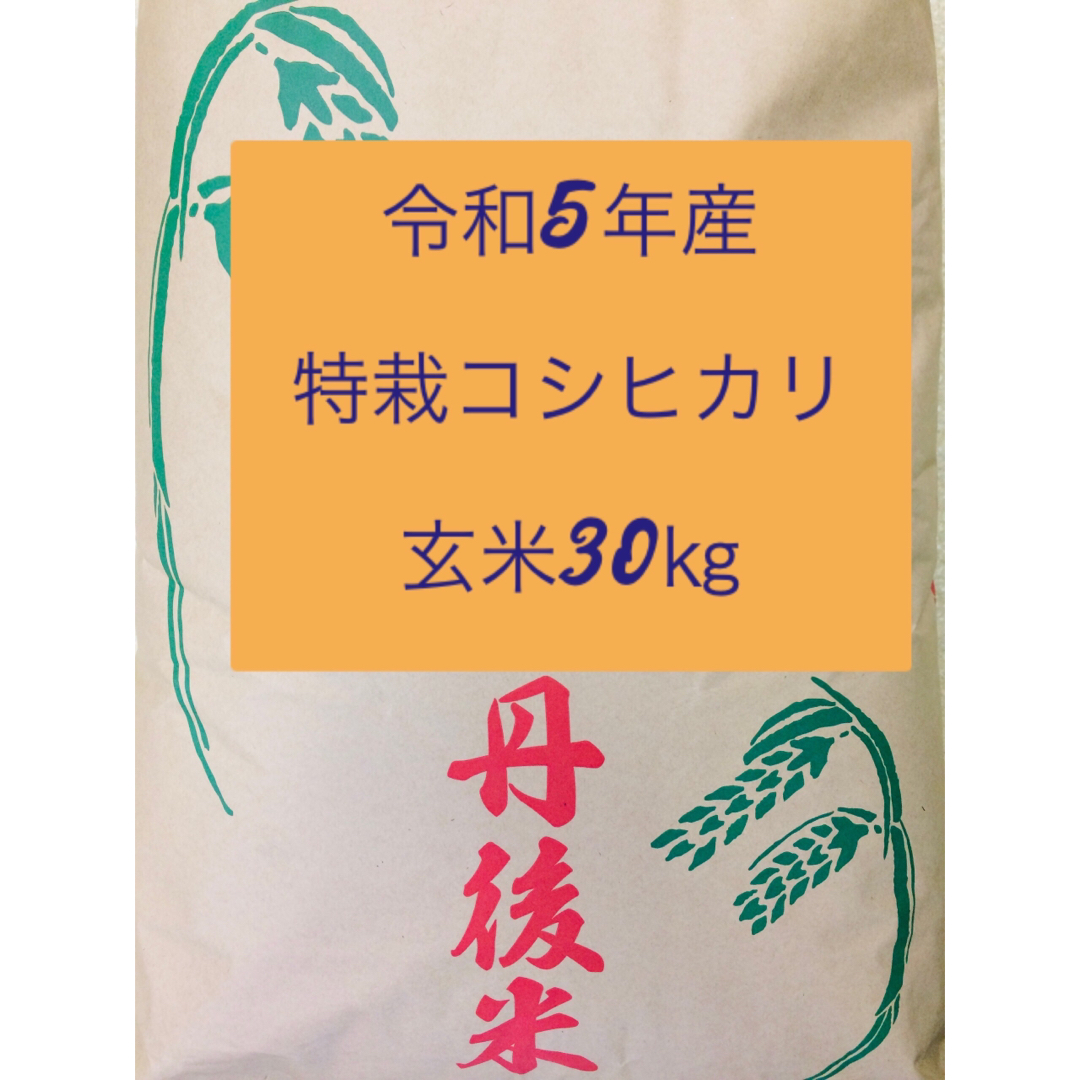 令和5年産
特栽コシヒカリ
玄米30kg
丹後米